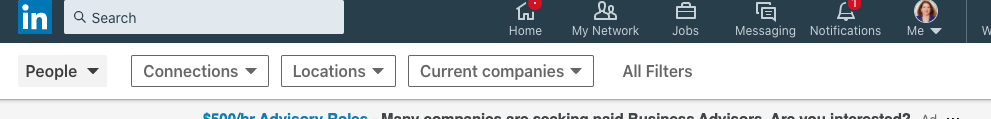 in
Search
1
Home My Network Jobs Messaging Notifications Me W
People Connections Locations Current companies All Filters
$500/hr Advisory Roles - Many companies are seeking paid Business Advisors. Are you interested? Ad ...